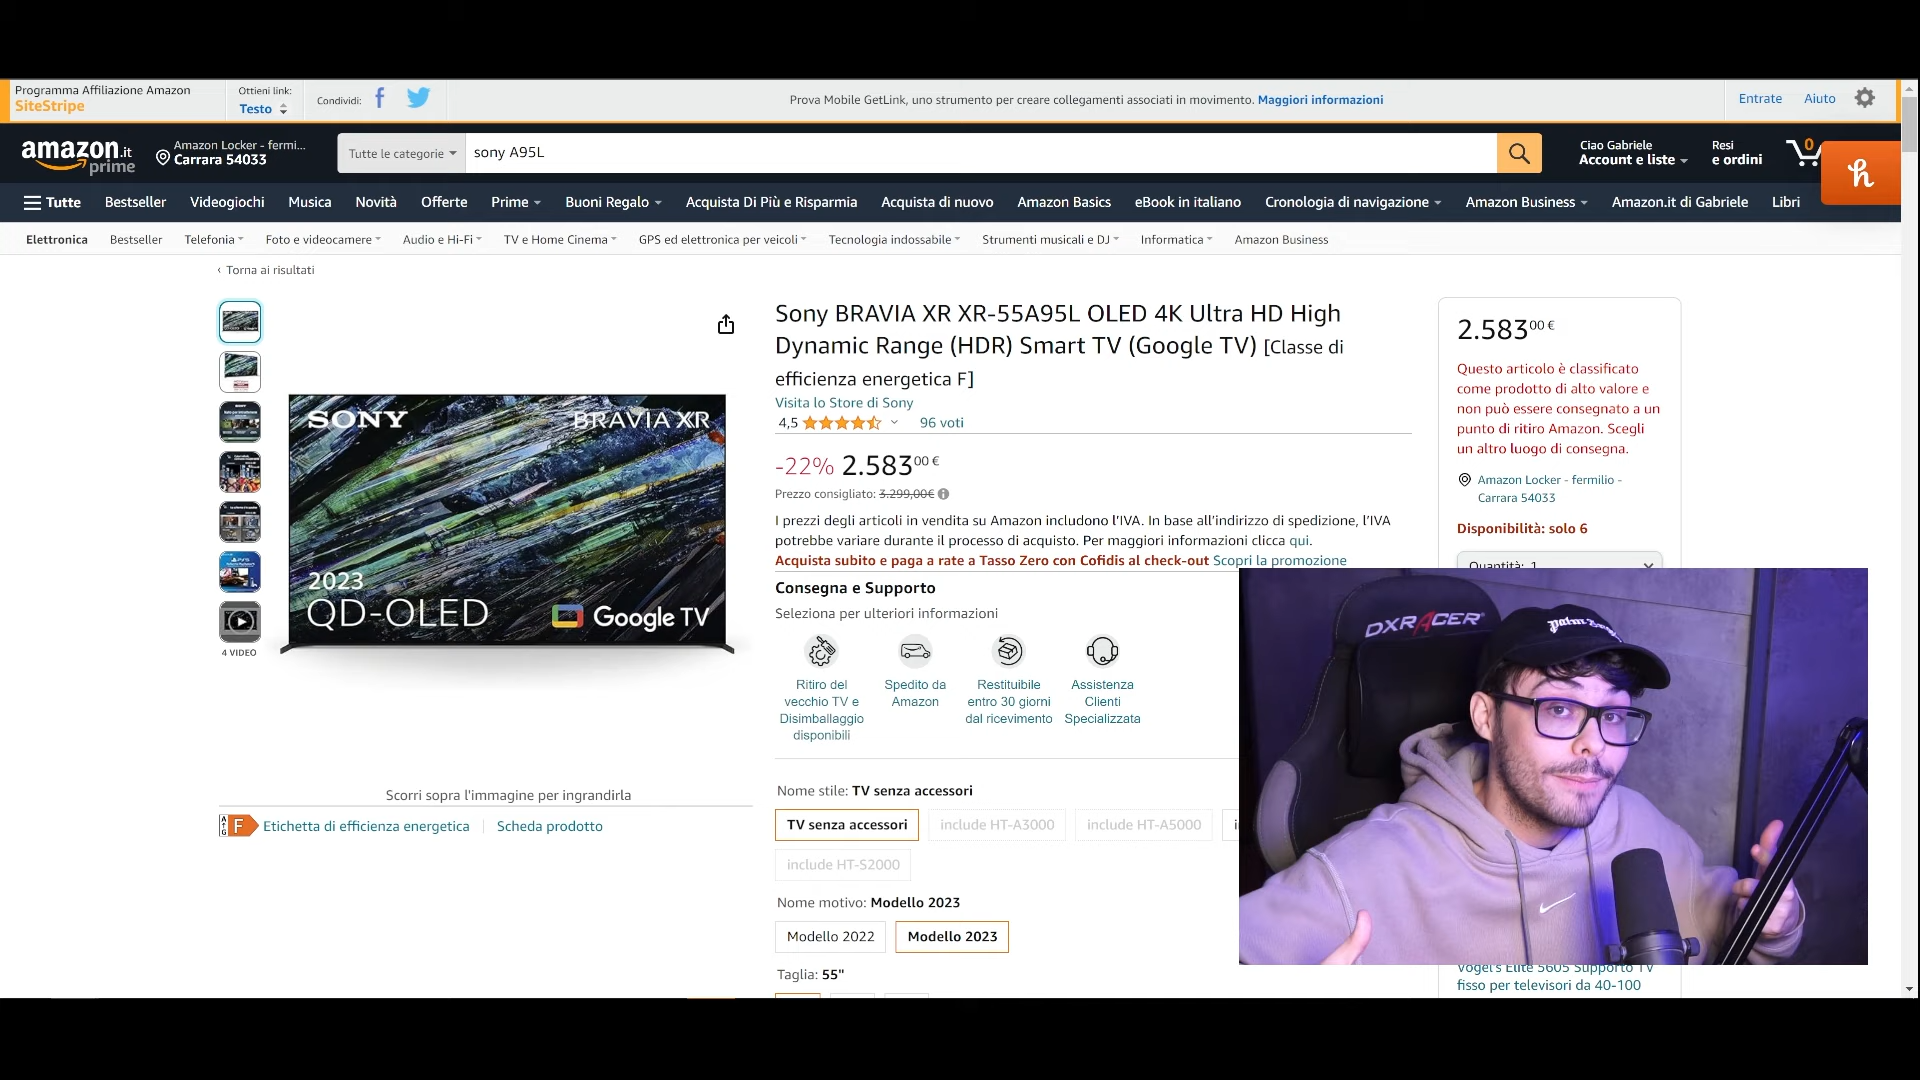 Programma Affiliazione Amazon
SiteStripe
Ottieni link:
Testo
Condividi:
Prova Mobile GetLink, uno strumento per creare collegamenti associati in movimento. Maggiori informazioni
Entrate
Aiuto
amazon.it
prime
Amazon Locker - fermi...
Carrara 54033
Tutte le categorie
sony A95L
Ciao Gabriele
Account e liste
Resi
e ordini
0
Tutte
Bestseller
Videogiochi
Musica
Novità
Offerte
Prime
Buoni Regalo
Acquista Di Più e Risparmia
Acquista di nuovo
Amazon Basics
eBook in italiano
Cronologia di navigazione
Amazon Business
Amazon.it di Gabriele
Libri
Elettronica
Bestseller
Telefonia
Foto e videocamere
Audio e Hi-Fi
TV e Home Cinema
GPS ed elettronica per veicoli
Tecnologia indossabile
Strumenti musicali e DJ
Informatica
Amazon Business
‹ Torna ai risultati
4 VIDEO
SONY
BRAVIA XR
2023
QD-OLED
Google TV
Scorri sopra l'immagine per ingrandirla
A
G
F
Etichetta di efficienza energetica
Scheda prodotto
Sony BRAVIA XR XR-55A95L OLED 4K Ultra HD High
Dynamic Range (HDR) Smart TV (Google TV) [Classe di
efficienza energetica F]
Visita lo Store di Sony
4,5
96 voti
-22% 2.58300 €
Prezzo consigliato: 3.299,00€
I prezzi degli articoli in vendita su Amazon includono l'IVA. In base all'indirizzo di spedizione, l'IVA
potrebbe variare durante il processo di acquisto. Per maggiori informazioni clicca qui.
Acquista subito e paga a rate a Tasso Zero con Cofidis al check-out Scopri la promozione
Consegna e Supporto
Seleziona per ulteriori informazioni
Ritiro del
vecchio TV e
Disimballaggio
disponibili
Spedito da
Amazon
Restituibile
entro 30 giorni
dal ricevimento
Assistenza
Clienti
Specializzata
Nome stile: TV senza accessori
TV senza accessori
include HT-A3000
include HT-A5000
include HT-S2000
Nome motivo: Modello 2023
Modello 2022
Modello 2023
Taglia: 55"
2.58300 €
Questo articolo è classificato
come prodotto di alto valore e
non può essere consegnato a un
punto di ritiro Amazon. Scegli
un altro luogo di consegna.
Amazon Locker - fermilio -
Carrara 54033
Disponibilità: solo 6
Quantità: 1
DXRACER
Vogel's Elite 5605 Supporto TV
fisso per televisori da 40-100